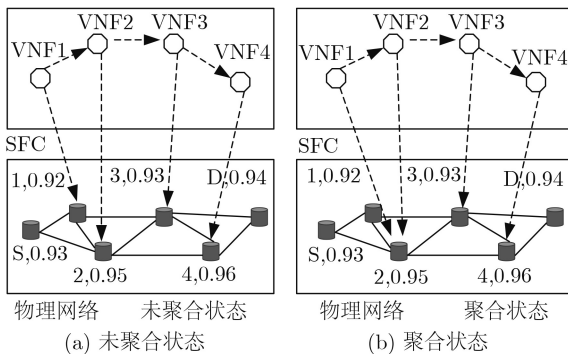 VNF2 VNF3
VNF1 VNF4
SFC
1,0.92 3,0.93 D,0.94
S,0.93
2,0.95 4,0.96
物理网络 未聚合状态
(a) 未聚合状态
VNF2 VNF3
VNF1 VNF4
SFC
1,0.92 3,0.93 D,0.94
S,0.93
2,0.95 4,0.96
物理网络 聚合状态
(b) 聚合状态